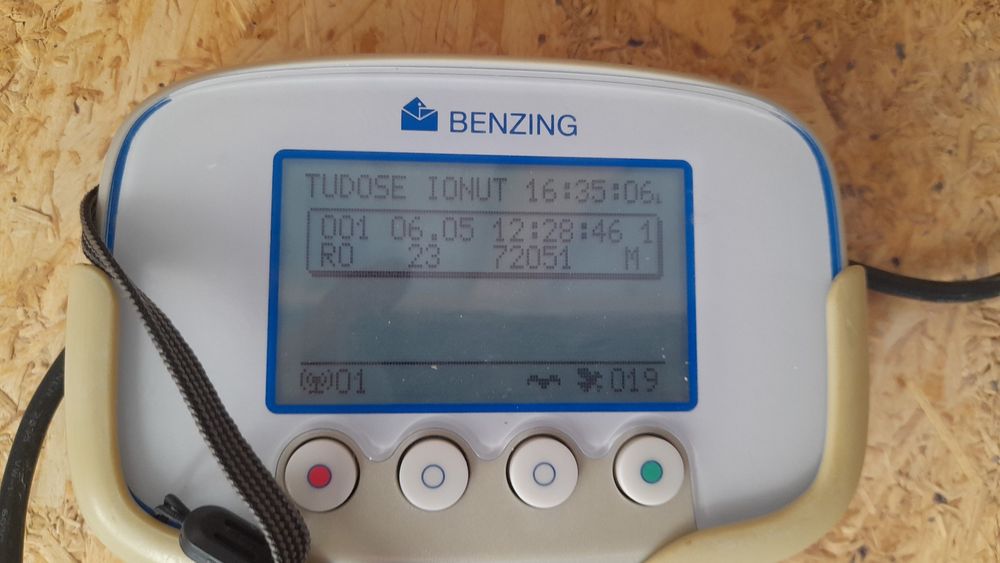 BENZING
TUDOSE IONUT 16:35:06
001 06.05 12:28:46 1
RO 23 72051 M
01 019